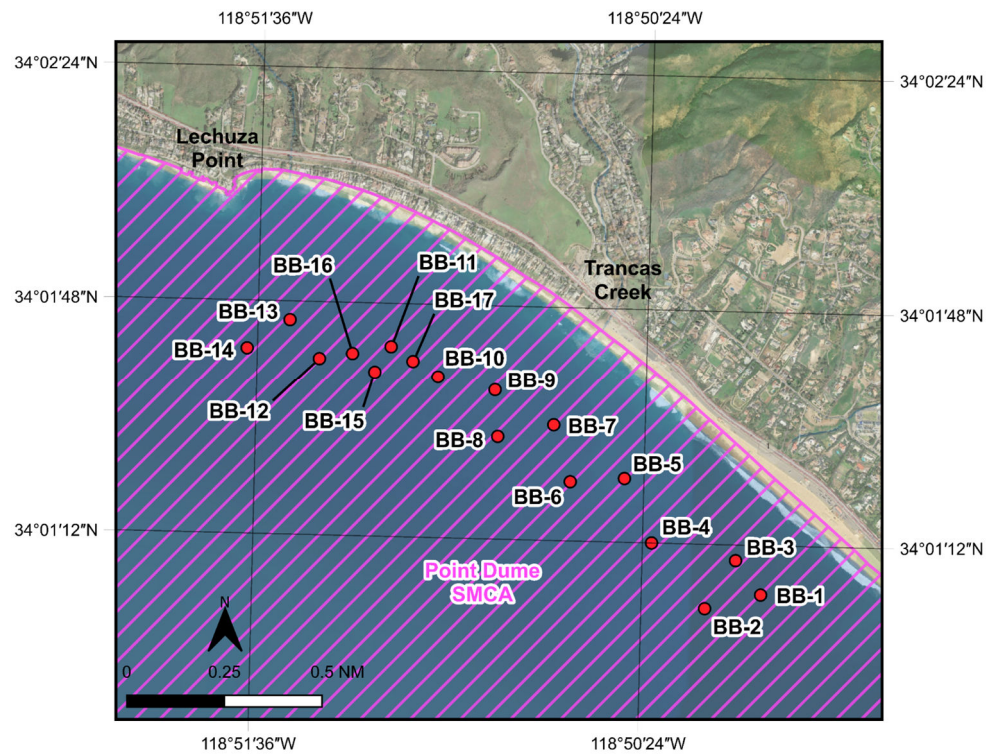 118°51′36″W
118°50′24″W
34°02′24″N
34°02′24″N
Lechuza
Point
Trancas
Creek
BB-16
BB-11
BB-17
34°01′48″N
34°01′48″N
BB-13
BB-14
BB-10
BB-9
BB-12
BB-15
BB-8
BB-7
BB-6
BB-5
34°01′12″N
34°01′12″N
BB-4
BB-3
BB-1
BB-2
Point Dume
SMCA
N
0 0.25 0.5 NM
118°51′36″W
118°50′24″W